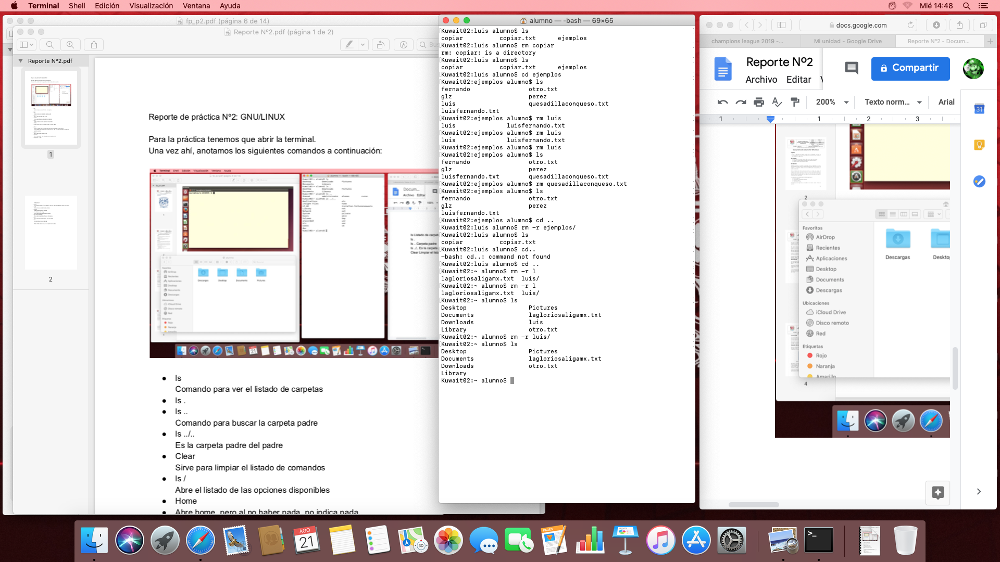 Terminal Shell Edición Visualización Ventana Ayuda
Mié 14:48
fp_p2.pdf (página 6 de 14)
Reporte Nº2.pdf (página 1 de 2)
Reporte Nº2.pdf
1
2
Reporte de práctica Nº2: GNU/LINUX
Para la práctica tenemos que abrir la terminal.
Una vez ahí, anotamos los siguientes comandos a continuación:
● ls
Comando para ver el listado de carpetas
● ls .
● ls ..
Comando para buscar la carpeta padre
● ls ../..
Es la carpeta padre del padre
● Clear
Sirve para limpiar el listado de comandos
● ls /
Abre el listado de las opciones disponibles
● Home
● Abre home, pero al no haber nada, no indica nada
alumno — -bash — 69×65
[Kuwait02:luis alumno$ ls ]
copiar copiar.txt ejemplos
[Kuwait02:luis alumno$ rm copiar ]
rm: copiar: is a directory
[Kuwait02:luis alumno$ ls ]
copiar copiar.txt ejemplos
[Kuwait02:luis alumno$ cd ejemplos ]
[Kuwait02:ejemplos alumno$ ls ]
fernando otro.txt
glz perez
luis quesadillaconqueso.txt
luisfernando.txt
[Kuwait02:ejemplos alumno$ rm luis ]
luis luisfernando.txt
[Kuwait02:ejemplos alumno$ rm luis ]
luis luisfernando.txt
[Kuwait02:ejemplos alumno$ rm luis ]
[Kuwait02:ejemplos alumno$ ls ]
fernando otro.txt
glz perez
luisfernando.txt quesadillaconqueso.txt
[Kuwait02:ejemplos alumno$ rm quesadillaconqueso.txt ]
[Kuwait02:ejemplos alumno$ ls ]
fernando otro.txt
glz perez
luisfernando.txt
[Kuwait02:ejemplos alumno$ cd .. ]
[Kuwait02:luis alumno$ rm -r ejemplos/ ]
[Kuwait02:luis alumno$ ls ]
copiar copiar.txt
[Kuwait02:luis alumno$ cd.. ]
-bash: cd..: command not found
[Kuwait02:luis alumno$ cd .. ]
[Kuwait02:~ alumno$ rm -r l ]
lagloriosaligamx.txt luis/
[Kuwait02:~ alumno$ rm -r l ]
lagloriosaligamx.txt luis/
[Kuwait02:~ alumno$ ls ]
Desktop Pictures
Documents lagloriosaligamx.txt
Downloads luis
Library otro.txt
[Kuwait02:~ alumno$ rm -r luis/ ]
[Kuwait02:~ alumno$ ls ]
Desktop Pictures
Documents lagloriosaligamx.txt
Downloads otro.txt
Library
Kuwait02:~ alumno$
docs.google.com
champions league 2019 -...
Mi unidad - Google Drive
Reporte Nº2 - Docum...
Reporte Nº2
Archivo Editar
Compartir
200% Texto norm... Arial
1 1 2 3
31
2
Favoritos
AirDrop
Recientes
Aplicaciones
Desktop
Documents
Descargas
Ubicaciones
iCloud Drive
Disco remoto
Red
Etiquetas
Rojo
Naranja
Amarillo
Descargas
4
AGO
21
PAGES
3D